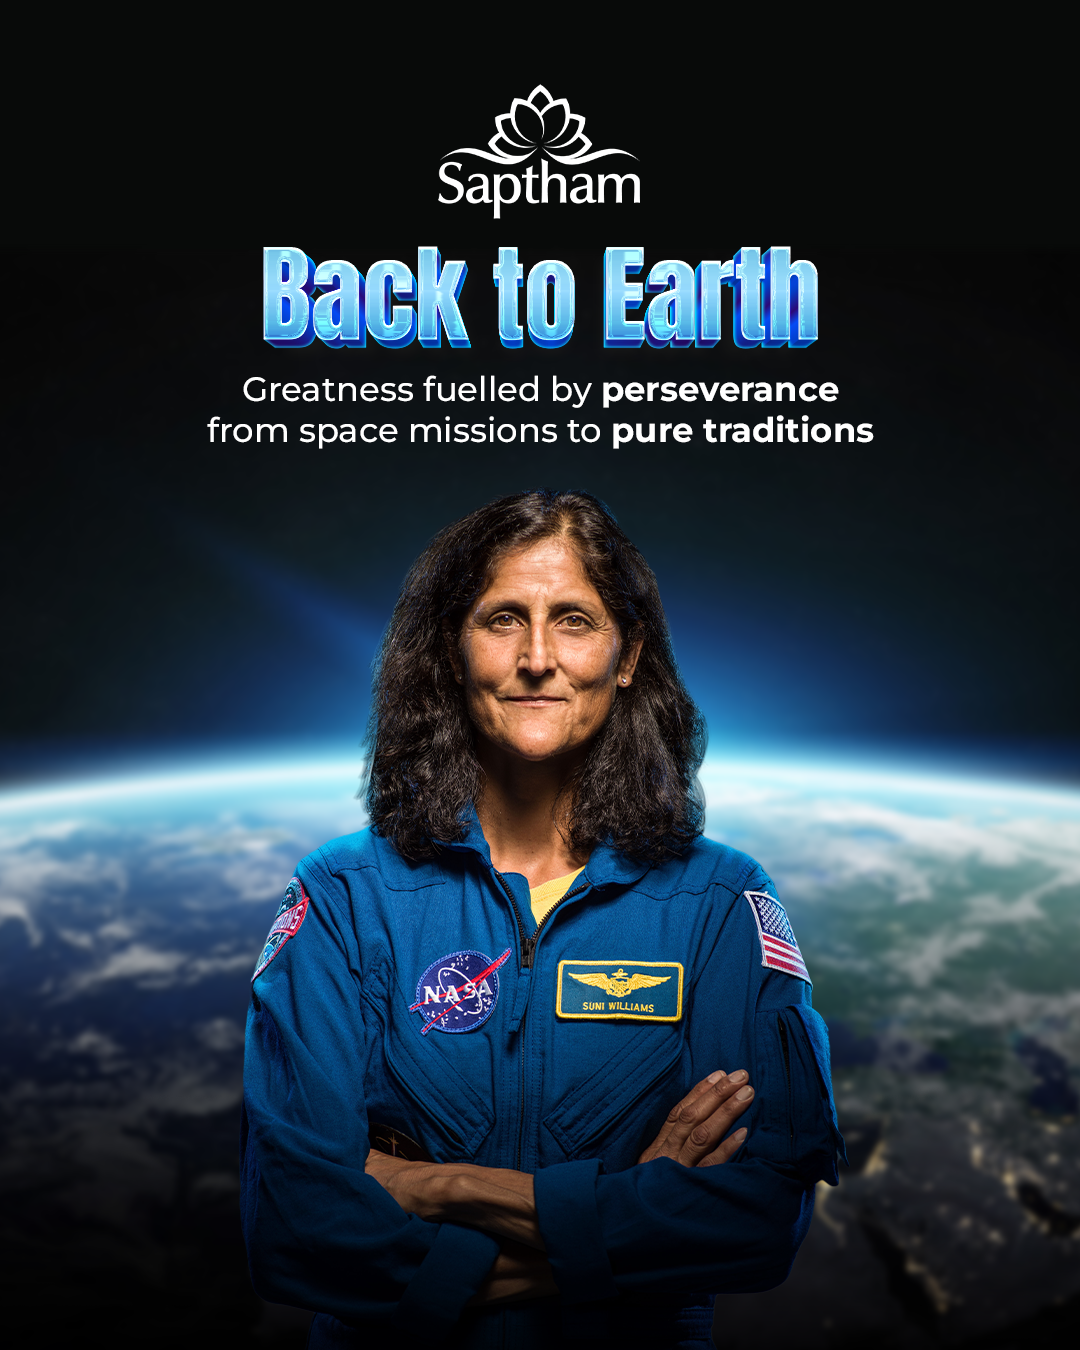 Saptham
Back to Earth
Greatness fuelled by perseverance
from space missions to pure traditions
NASA
SUNI WILLIAMS